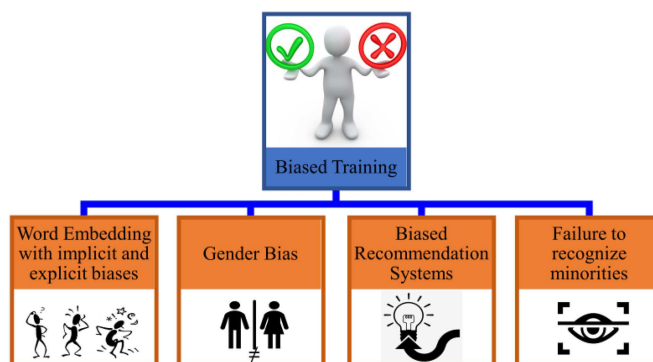 Biased Training
Word Embedding
with implicit and
explicit biases
Gender Bias
Biased
Recommendation
Systems
Failure to
recognize
minorities
≠